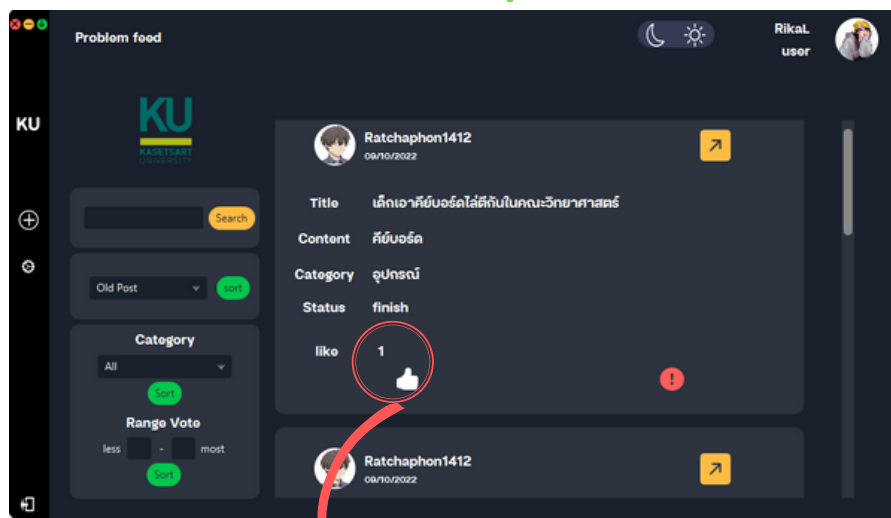 Problem feed
RikaL
user
KU
KU
KASETSART
UNIVERSITY
Search
Old Post
sort
Category
All
Sort
Range Vote
less - most
Sort
Ratchaphon1412
09/10/2022
Title เด็กเอาคีย์บอร์ดไล่ตีกันในคณะวิทยาศาสตร์
Content คีย์บอร์ด
Category อุปกรณ์
Status finish
like 1
!
Ratchaphon1412
09/10/2022